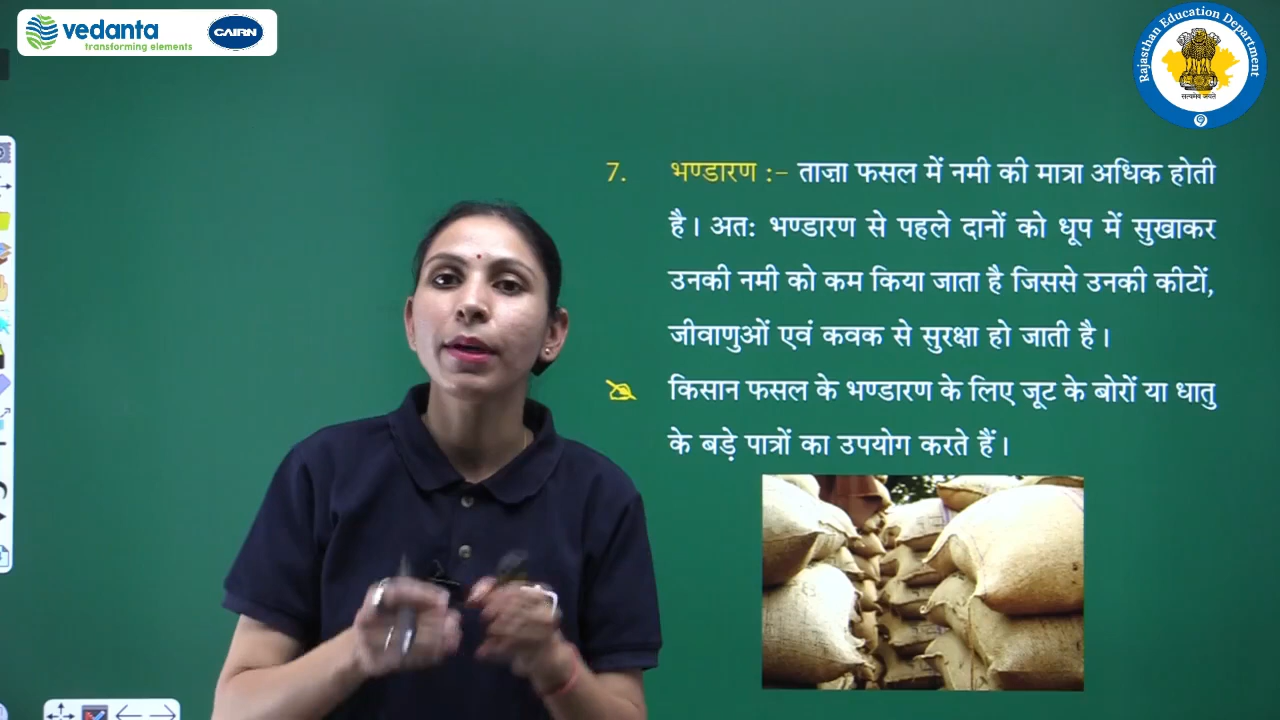 vedanta
transforming elements
CAIRN
Rajasthan Education Department
सत्यमेव जयते
7. भण्डारण :- ताज़ा फसल में नमी की मात्रा अधिक होती
है। अतः भण्डारण से पहले दानों को धूप में सुखाकर
उनकी नमी को कम किया जाता है जिससे उनकी कीटों,
जीवाणुओं एवं कवक से सुरक्षा हो जाती है।
किसान फसल के भण्डारण के लिए जूट के बोरों या धातु
के बड़े पात्रों का उपयोग करते हैं।